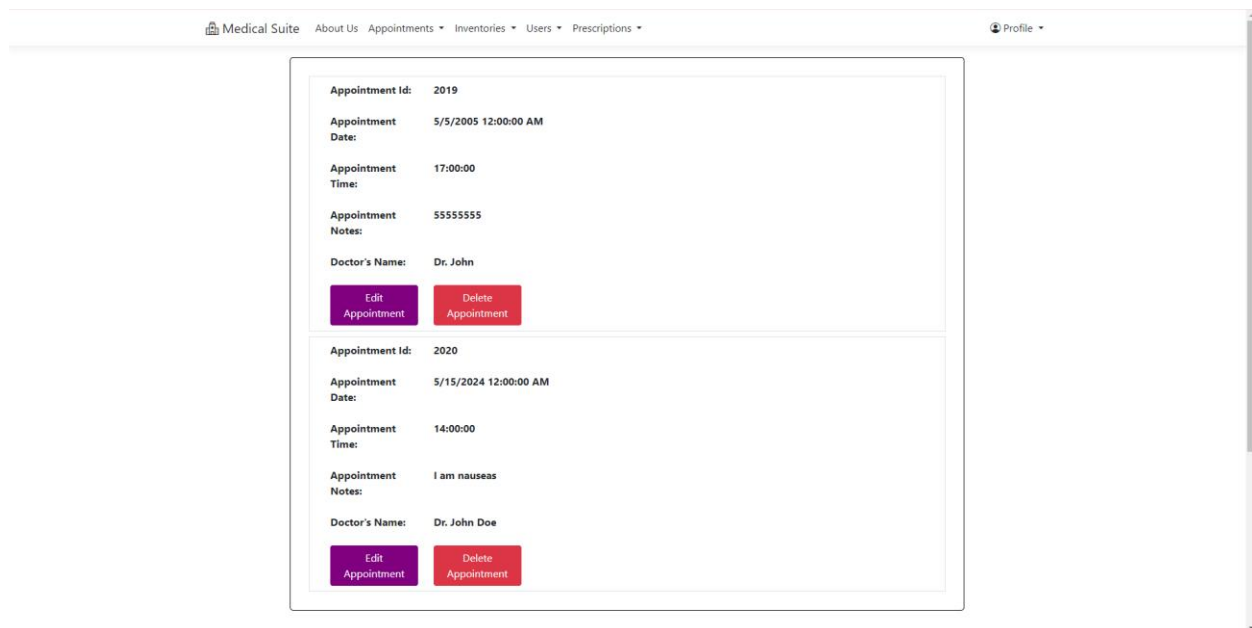 Medical Suite About Us Appointments Inventories Users Prescriptions Profile
Appointment Id: 2019
Appointment Date: 5/5/2005 12:00:00 AM
Appointment Time: 17:00:00
Appointment Notes: 55555555
Doctor's Name: Dr. John
Edit Appointment Delete Appointment
Appointment Id: 2020
Appointment Date: 5/15/2024 12:00:00 AM
Appointment Time: 14:00:00
Appointment Notes: I am nauseas
Doctor's Name: Dr. John Doe
Edit Appointment Delete Appointment